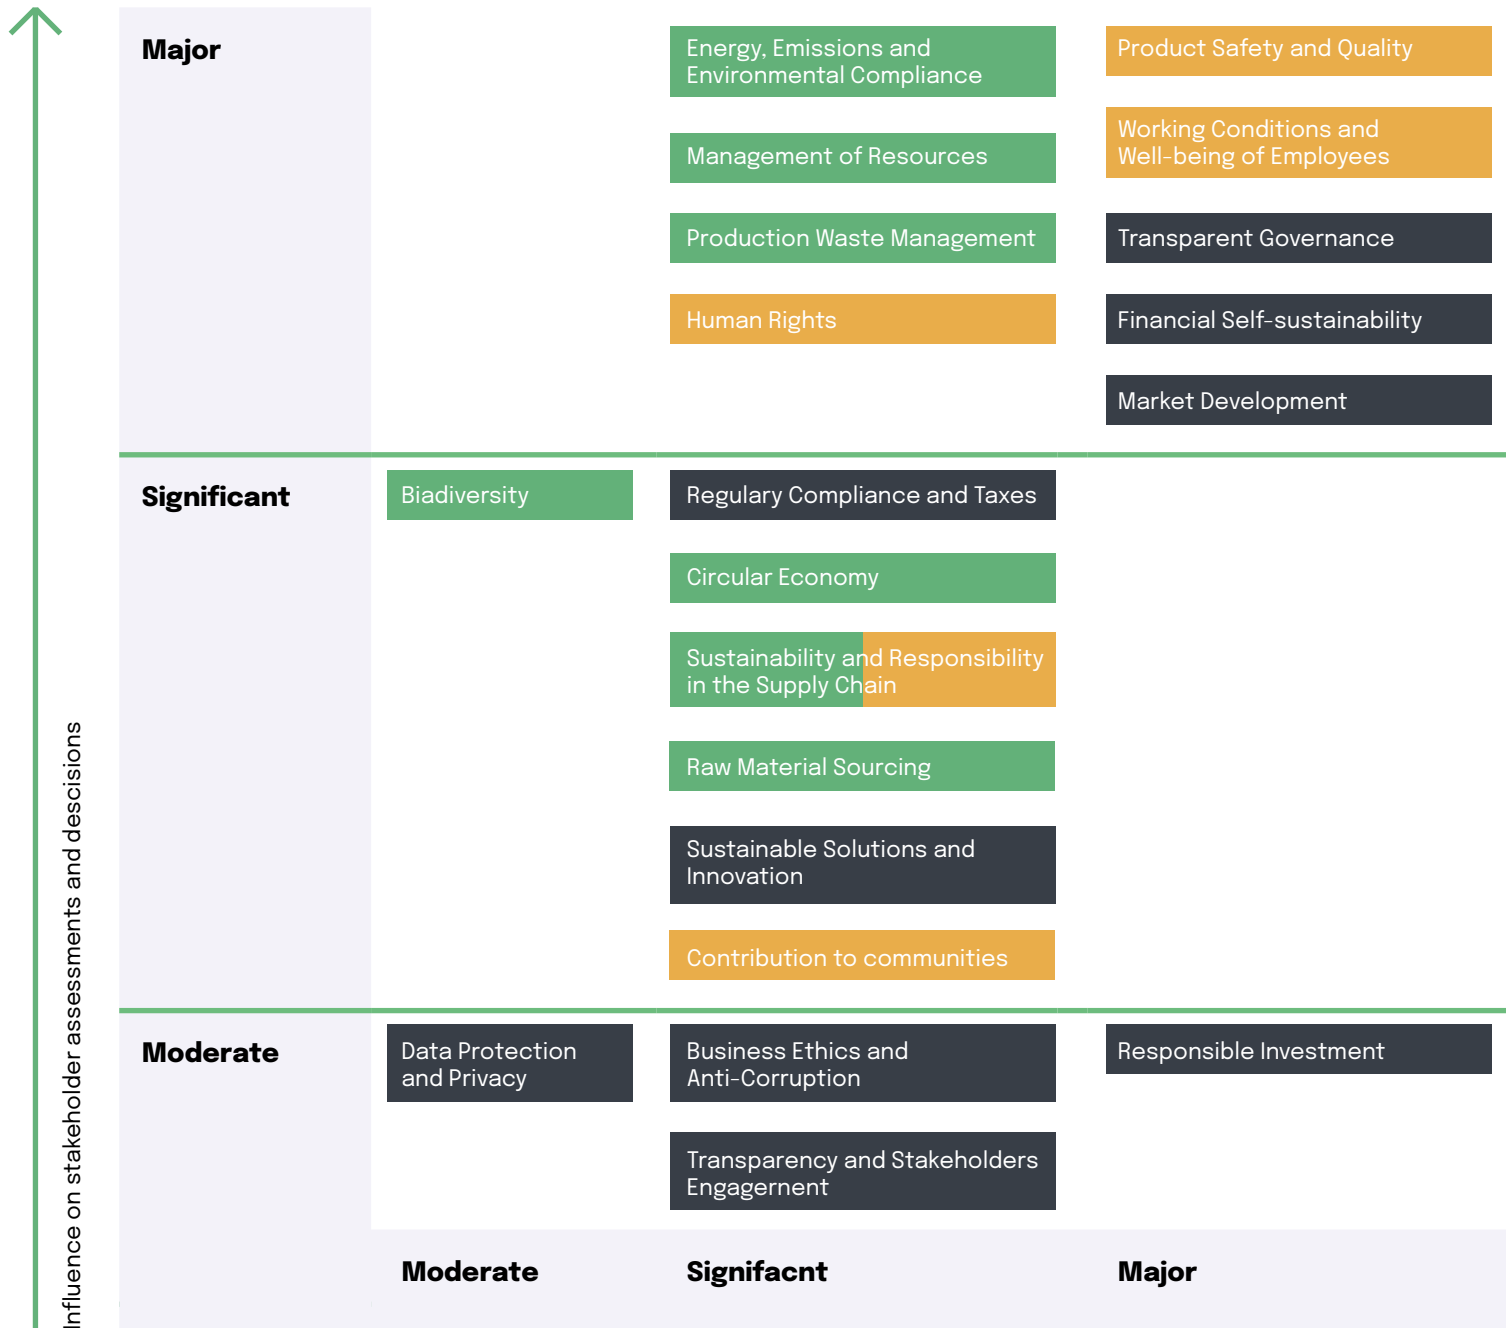 Major
Energy, Emissions and
Environmental Compliance
Management of Resources
Production Waste Management
Human Rights
Product Safety and Quality
Working Conditions and
Well-being of Employees
Transparent Governance
Financial Self-sustainability
Market Development
Significant
Biadiversity
Regulary Compliance and Taxes
Circular Economy
Sustainability and Responsibility
in the Supply Chain
Raw Material Sourcing
Sustainable Solutions and
Innovation
Contribution to communities
Moderate
Data Protection
and Privacy
Business Ethics and
Anti-Corruption
Transparency and Stakeholders
Engagernent
Responsible Investment
Moderate
Signifacnt
Major
Influence on stakeholder assessments and descisions